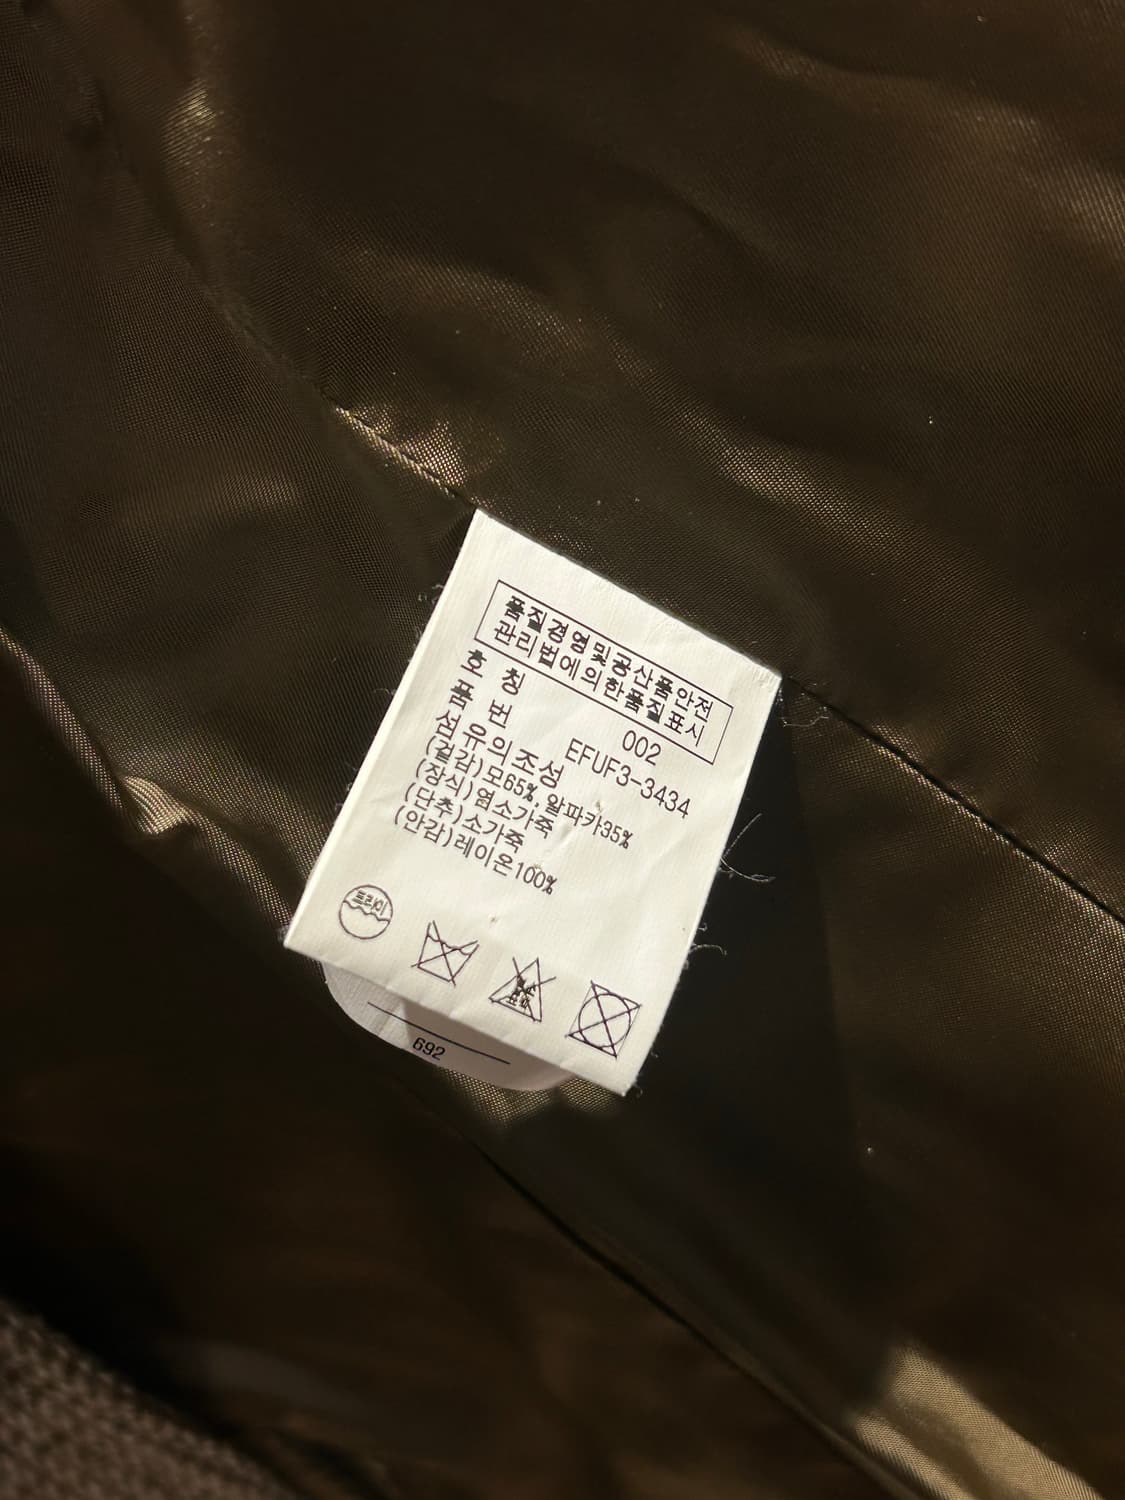 품질경영및공산품안전
관리법에의한품질표시
호 칭 002
품 번 EFUF3-3434
섬유의조성
(겉감)모65%,알파카35%
(장식)염소가죽
(단추)소가죽
(안감)레이온100%
드라이
692